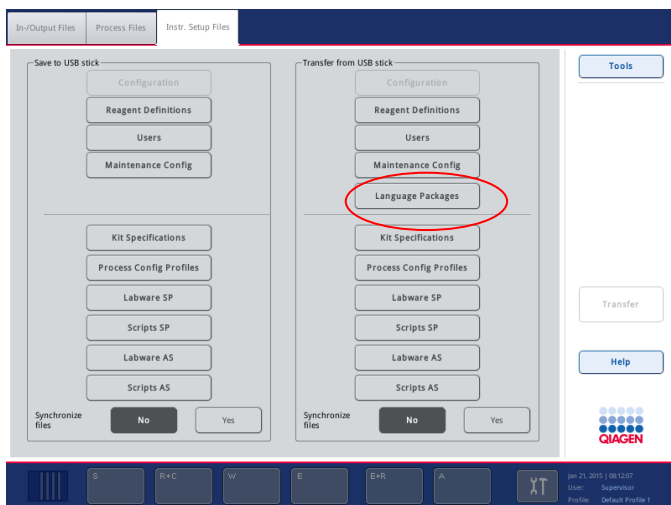 In-/Output Files
Process Files
Instr. Setup Files
Save to USB stick
Configuration
Reagent Definitions
Users
Maintenance Config
Kit Specifications
Process Config Profiles
Labware SP
Scripts SP
Labware AS
Scripts AS
Synchronize
files
No
Yes
Transfer from USB stick
Configuration
Reagent Definitions
Users
Maintenance Config
Language Packages
Kit Specifications
Process Config Profiles
Labware SP
Scripts SP
Labware AS
Scripts AS
Synchronize
files
No
Yes
Tools
Transfer
Help
QIAGEN
S
R+C
W
E
E+R
A
Jan 21, 2015 | 08:12:07
User: Supervisor
Profile: Default Profile 1